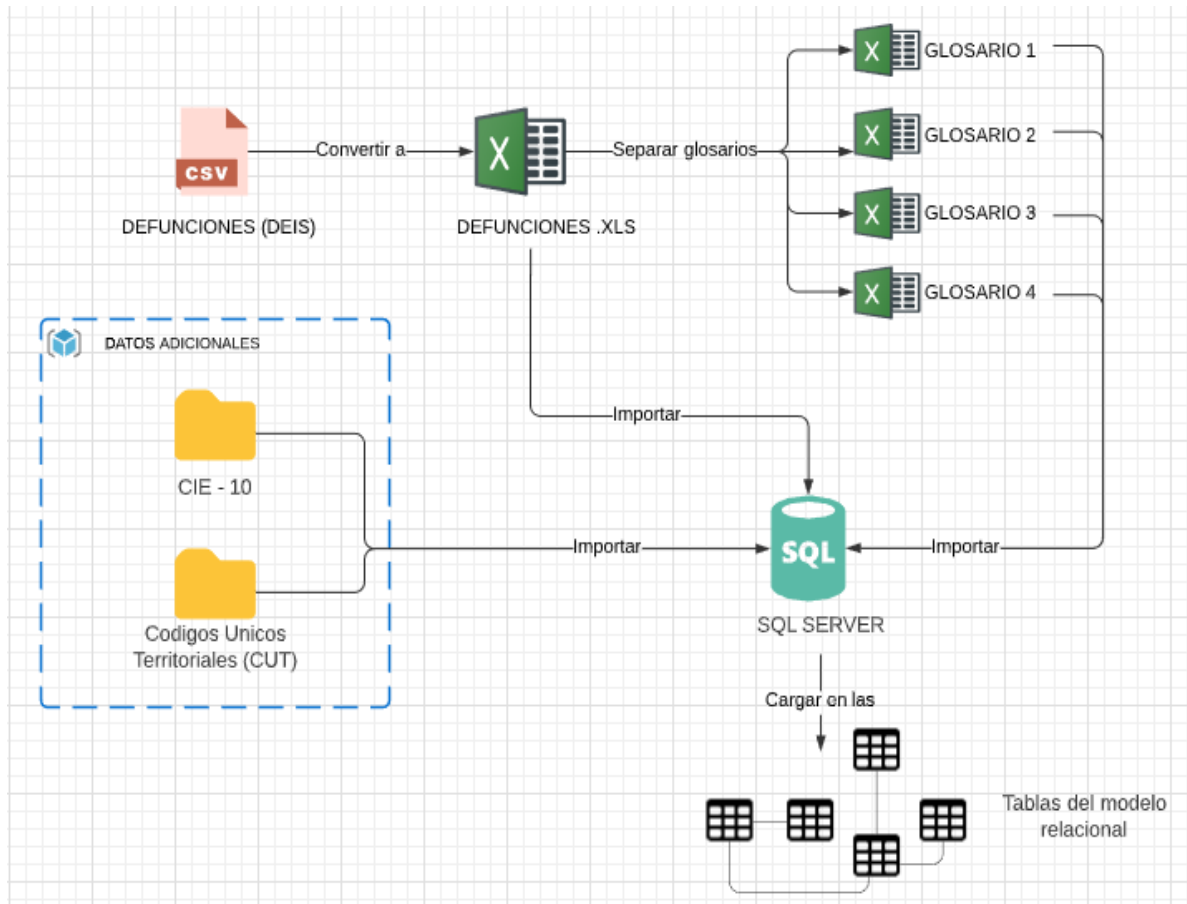 GLOSARIO 1
GLOSARIO 2
GLOSARIO 3
GLOSARIO 4
CSV
Convertir a
X
Separar glosarios
X
X
X
X
DEFUNCIONES (DEIS)
DEFUNCIONES .XLS
DATOS ADICIONALES
CIE - 10
Codigos Unicos
Territoriales (CUT)
Importar
Importar
Importar
SQL
SQL SERVER
Cargar en las
Tablas del modelo
relacional